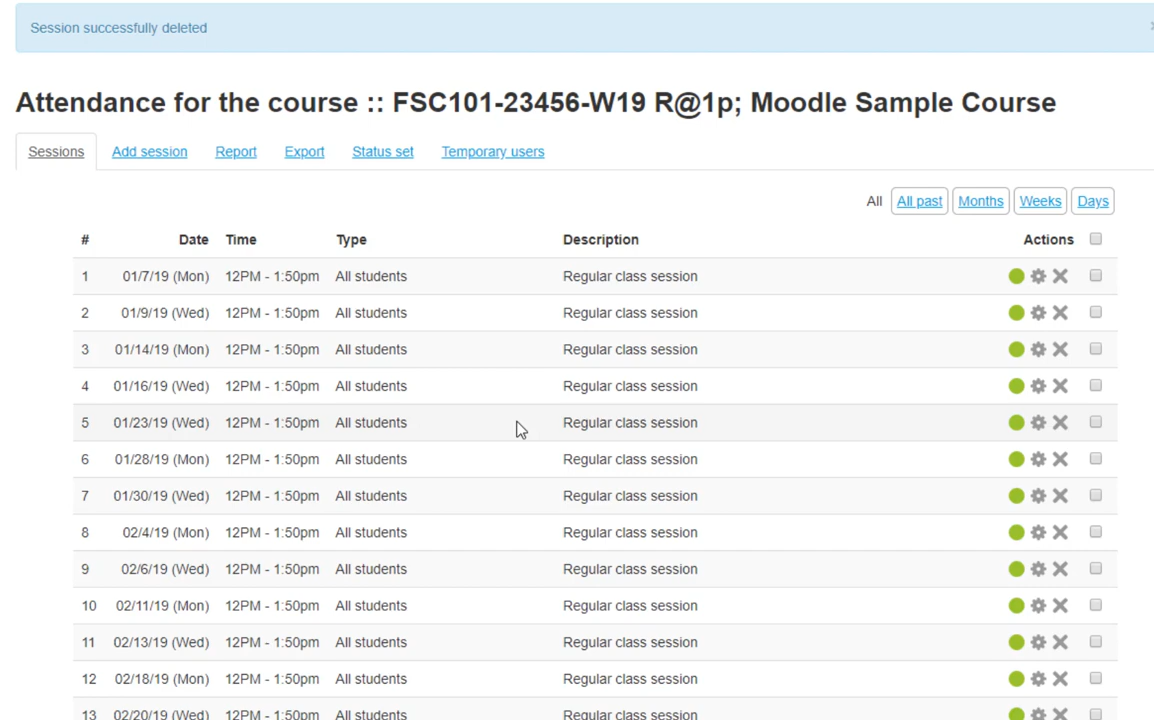 Session successfully deleted
Attendance for the course :: FSC101-23456-W19 R@1p; Moodle Sample Course
Sessions Add session Report Export Status set Temporary users
All All past Months Weeks Days
# Date Time Type Description Actions
1 01/7/19 (Mon) 12PM - 1:50pm All students Regular class session
2 01/9/19 (Wed) 12PM - 1:50pm All students Regular class session
3 01/14/19 (Mon) 12PM - 1:50pm All students Regular class session
4 01/16/19 (Wed) 12PM - 1:50pm All students Regular class session
5 01/23/19 (Wed) 12PM - 1:50pm All students Regular class session
6 01/28/19 (Mon) 12PM - 1:50pm All students Regular class session
7 01/30/19 (Wed) 12PM - 1:50pm All students Regular class session
8 02/4/19 (Mon) 12PM - 1:50pm All students Regular class session
9 02/6/19 (Wed) 12PM - 1:50pm All students Regular class session
10 02/11/19 (Mon) 12PM - 1:50pm All students Regular class session
11 02/13/19 (Wed) 12PM - 1:50pm All students Regular class session
12 02/18/19 (Mon) 12PM - 1:50pm All students Regular class session
13 02/20/19 (Wed) 12PM - 1:50pm All students Regular class session